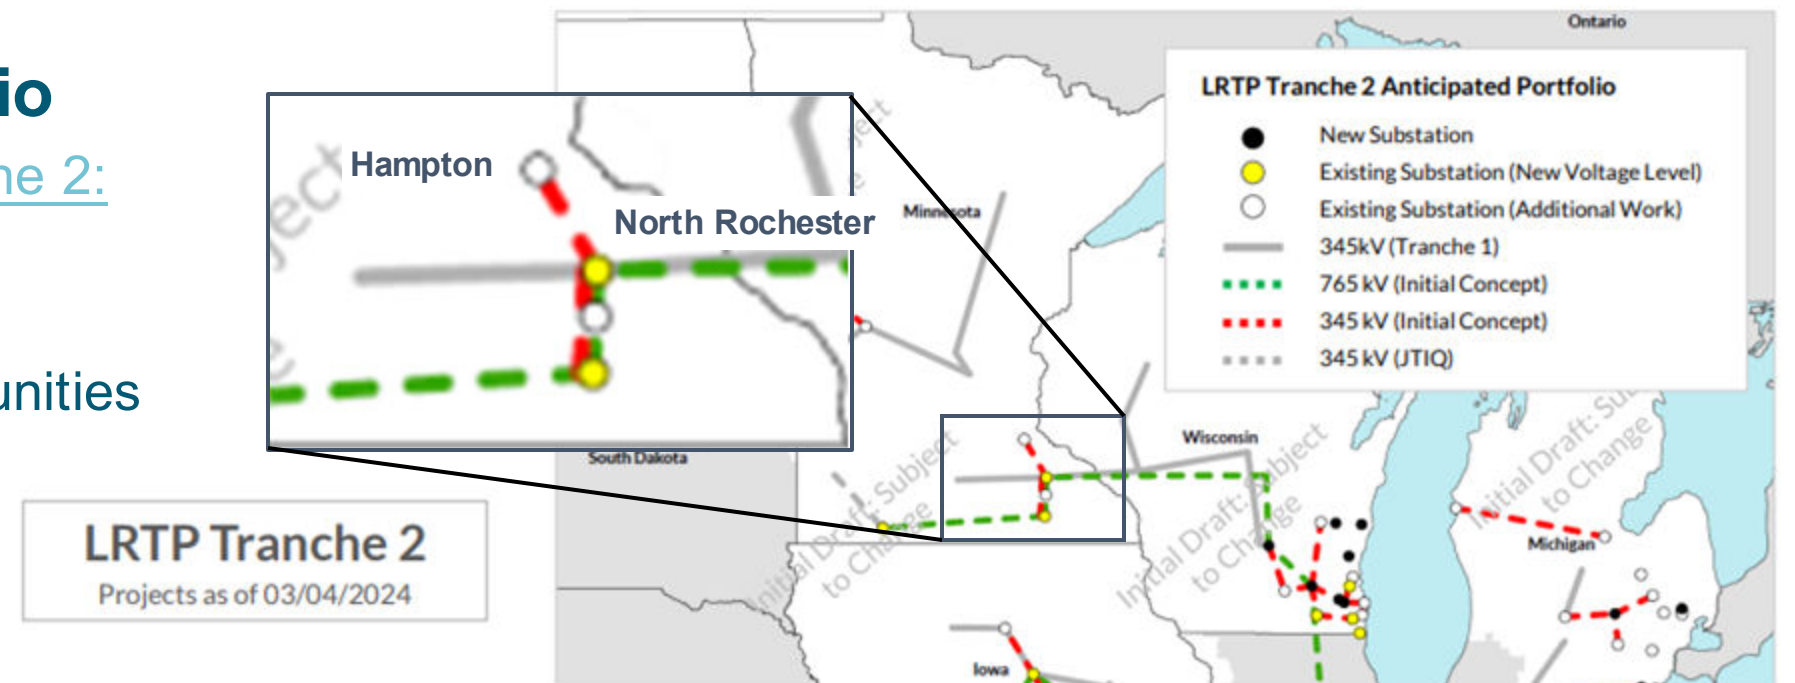 io
ne 2:
unities
Hampton
North Rochester
ject
e
LRTP Tranche 2
Projects as of 03/04/2024
Ontario
LRTP Tranche 2 Anticipated Portfolio
New Substation
Existing Substation (New Voltage Level)
Existing Substation (Additional Work)
345kV (Tranche 1)
765 kV (Initial Concept)
345 kV (Initial Concept)
345 kV (JTIQ)
ject
e
Minnesota
South Dakota
Wisconsin
Michigan
Iowa
Initial Draft: Subject
to Change
Initial Draft: Subject
to Change
Initial Draft: Su
to Change